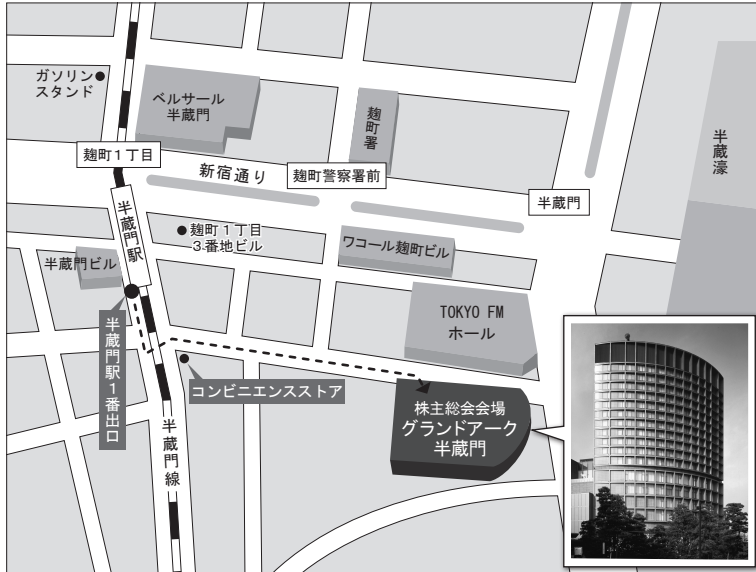 ガソリン
スタンド
ベルサール
半蔵門
麹町署
半蔵濠
麹町1丁目
新宿通り
麹町警察署前
半蔵門
半蔵門駅
麹町1丁目
3番地ビル
ワコール麹町ビル
半蔵門ビル
TOKYO FM
ホール
半蔵門駅1番出口
コンビニエンスストア
株主総会会場
グランドアーク
半蔵門
半蔵門線